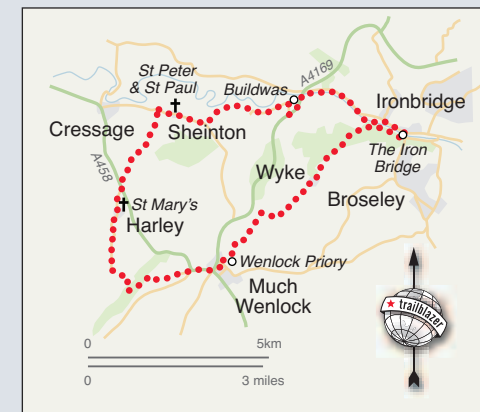 St Peter
& St Paul
Buildwas
A4169
Ironbridge
Cressage
Sheinton
The Iron
Bridge
A458
Wyke
St Mary's
Harley
Broseley
Wenlock Priory
Much
Wenlock
trailblazer
0
5km
0
3 miles